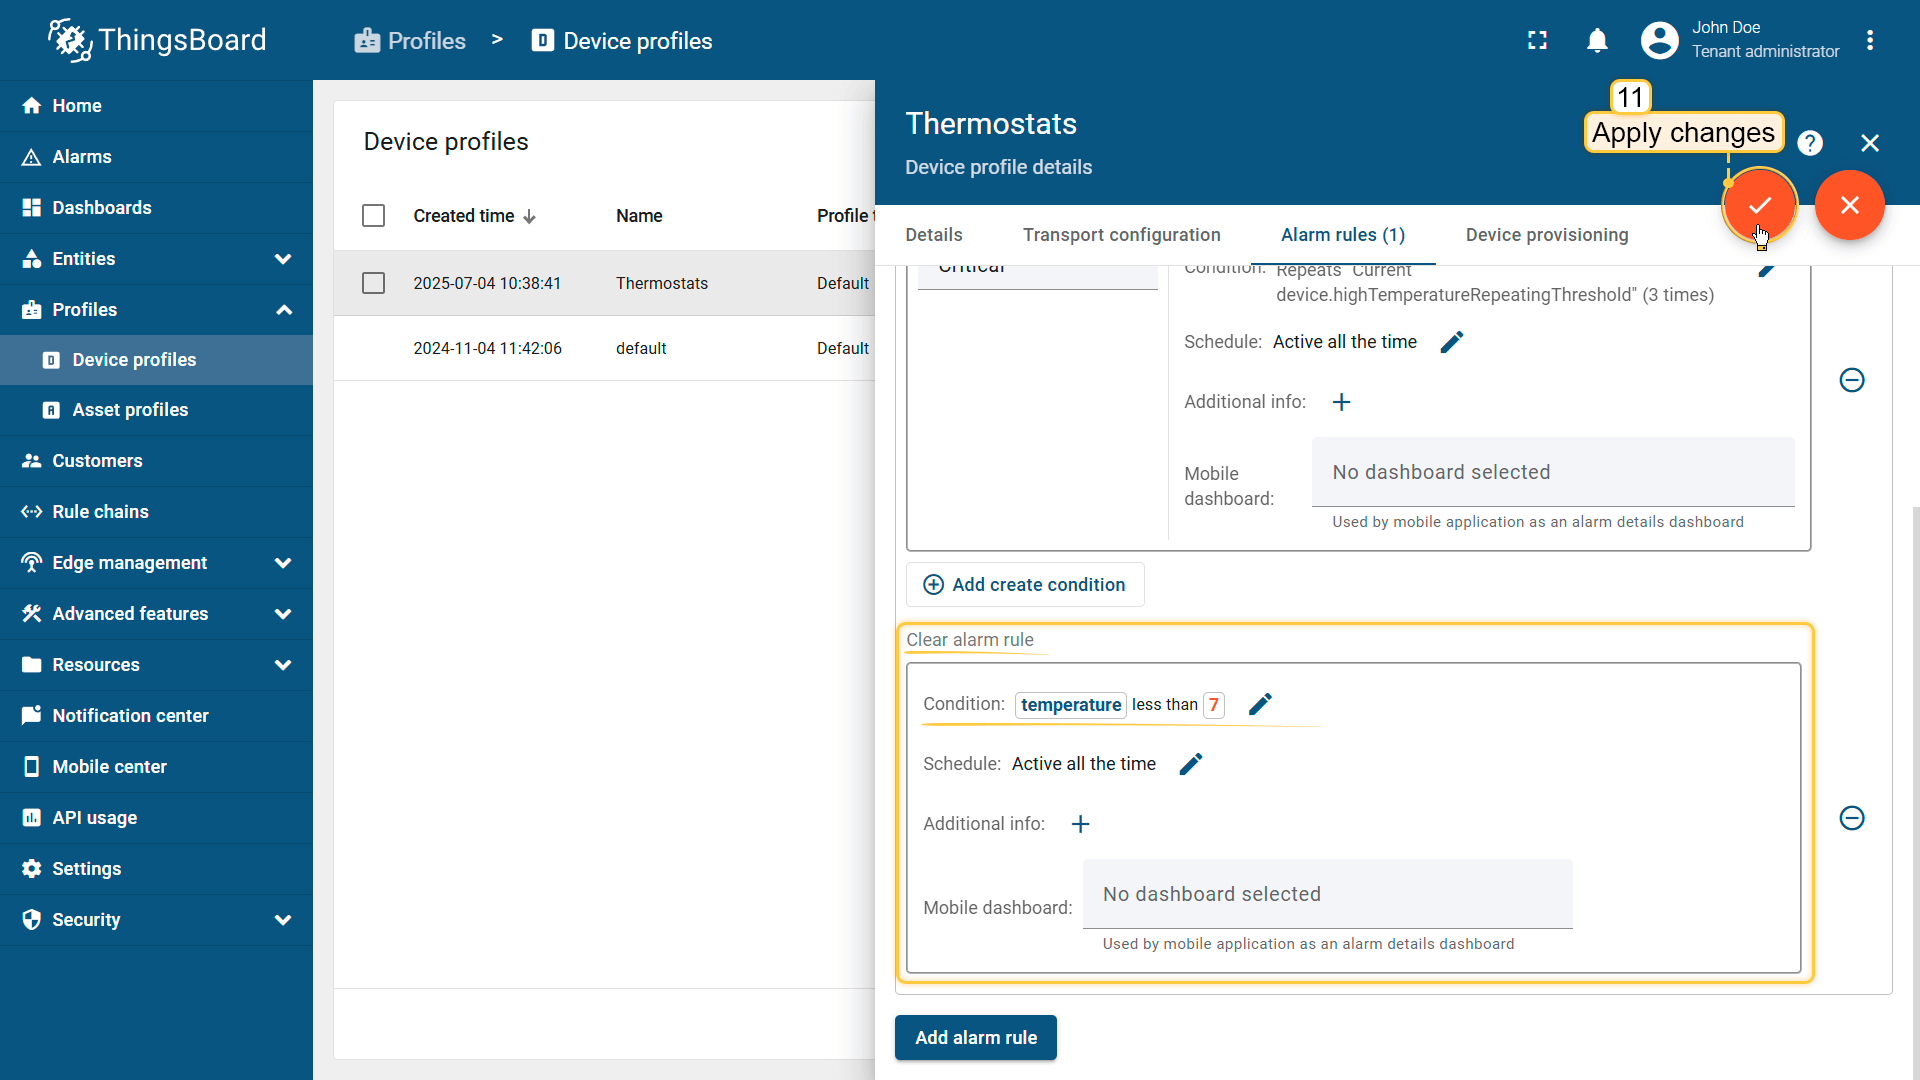 ThingsBoard
Profiles > Device profiles
John Doe
Tenant administrator
Home
Alarms
Dashboards
Entities
Profiles
Device profiles
Asset profiles
Customers
Rule chains
Edge management
Advanced features
Resources
Notification center
Mobile center
API usage
Settings
Security
Device profiles
Created time Name Profile
2025-07-04 10:38:41 Thermostats Default
2024-11-04 11:42:06 default Default
Thermostats
Device profile details
11
Apply changes
Details Transport configuration Alarm rules (1) Device provisioning
Critical
Condition: Repeats "Current
device.highTemperatureRepeatingThreshold" (3 times)
Schedule: Active all the time
Additional info:
Mobile
dashboard:
No dashboard selected
Used by mobile application as an alarm details dashboard
Add create condition
Clear alarm rule
Condition: temperature less than 7
Schedule: Active all the time
Additional info:
Mobile dashboard: No dashboard selected
Used by mobile application as an alarm details dashboard
Add alarm rule